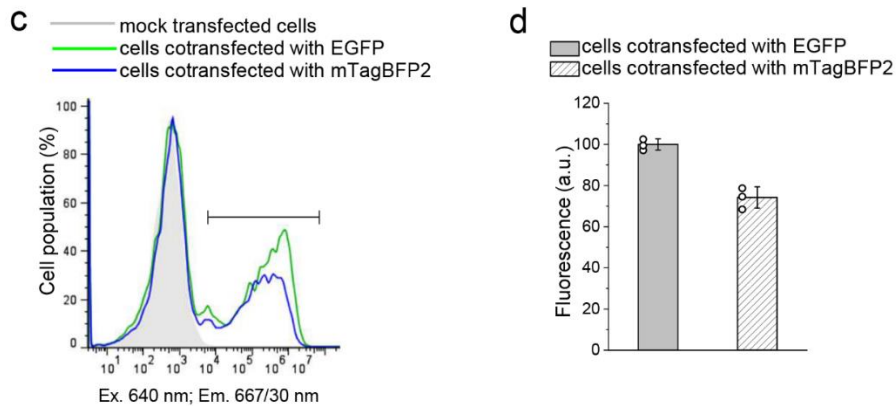 c
mock transfected cells
cells cotransfected with EGFP
cells cotransfected with mTagBFP2
100
80
60
40
20
0
Cell population (%)
10^1 10^2 10^3 10^4 10^5 10^6 10^7
Ex. 640 nm; Em. 667/30 nm
d
cells cotransfected with EGFP
cells cotransfected with mTagBFP2
120
100
80
60
40
20
0
Fluorescence (a.u.)